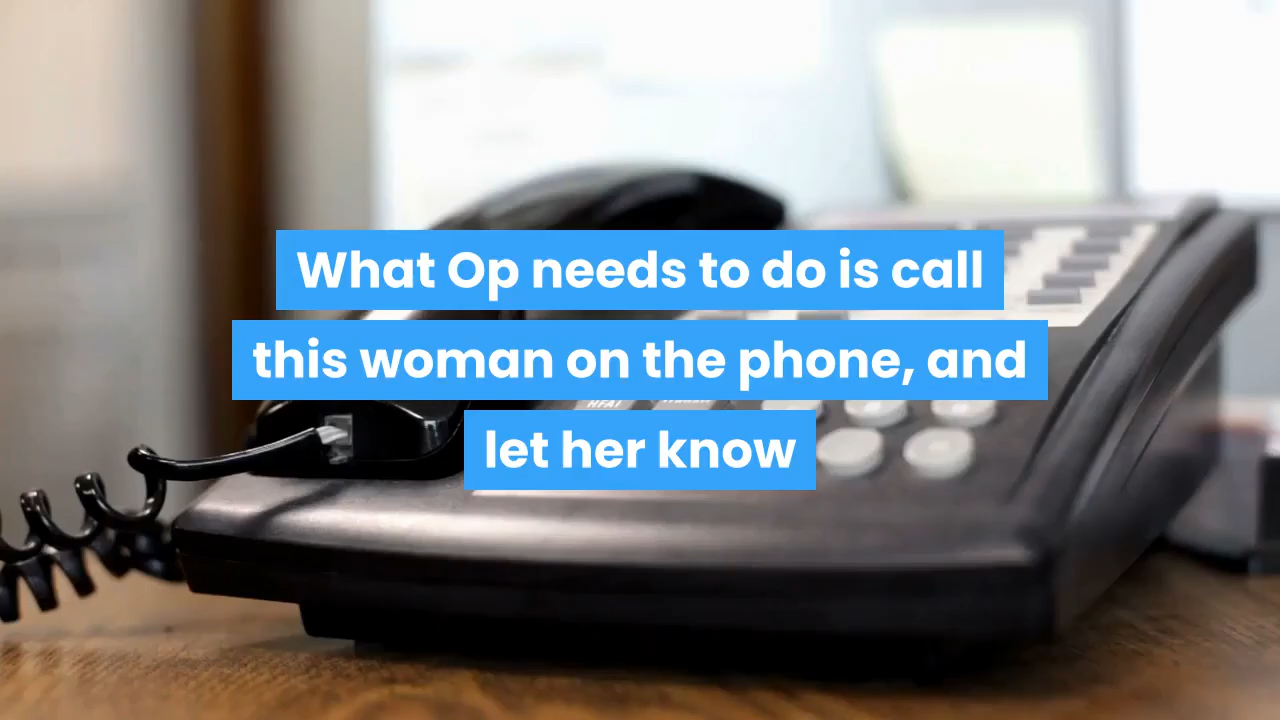 What Op needs to do is call
this woman on the phone, and
let her know